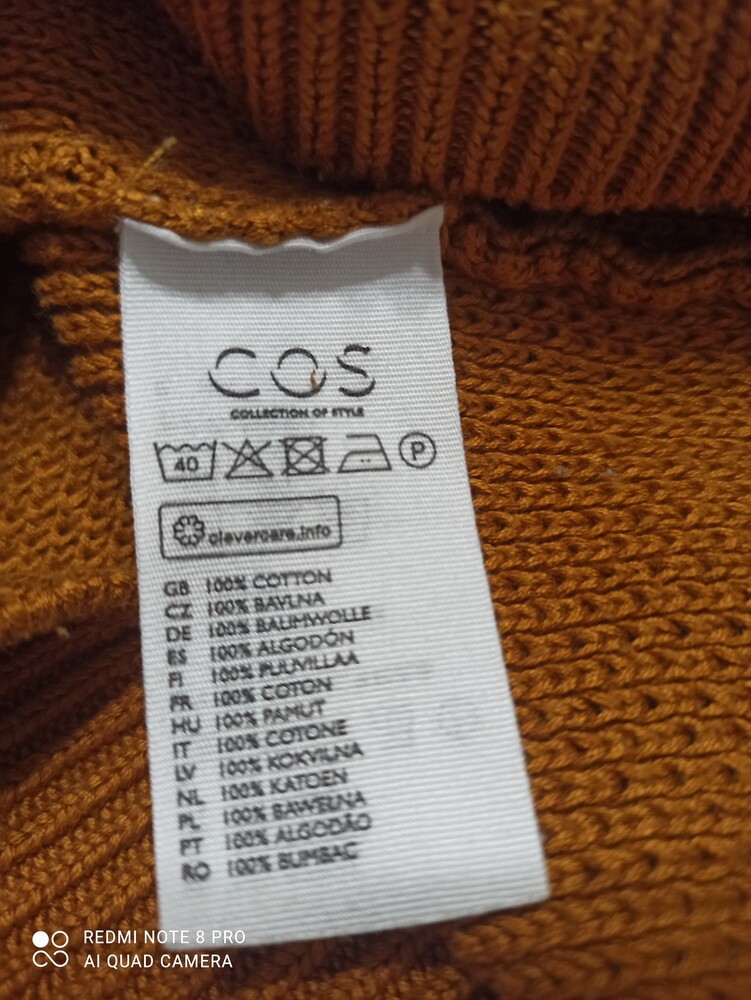 COS
COLLECTION OF STYLE
40 P
clevercare.info
GB 100% COTTON
CZ 100% BAVLNA
DE 100% BAUMWOLLE
ES 100% ALGODÓN
FI 100% PUUVILLAA
FR 100% COTON
HU 100% PAMUT
IT 100% COTONE
LV 100% KOKVILNA
NL 100% KATOEN
PL 100% BAWEŁNA
PT 100% ALGODÃO
RO 100% BUMBAC
REDMI NOTE 8 PRO
AI QUAD CAMERA